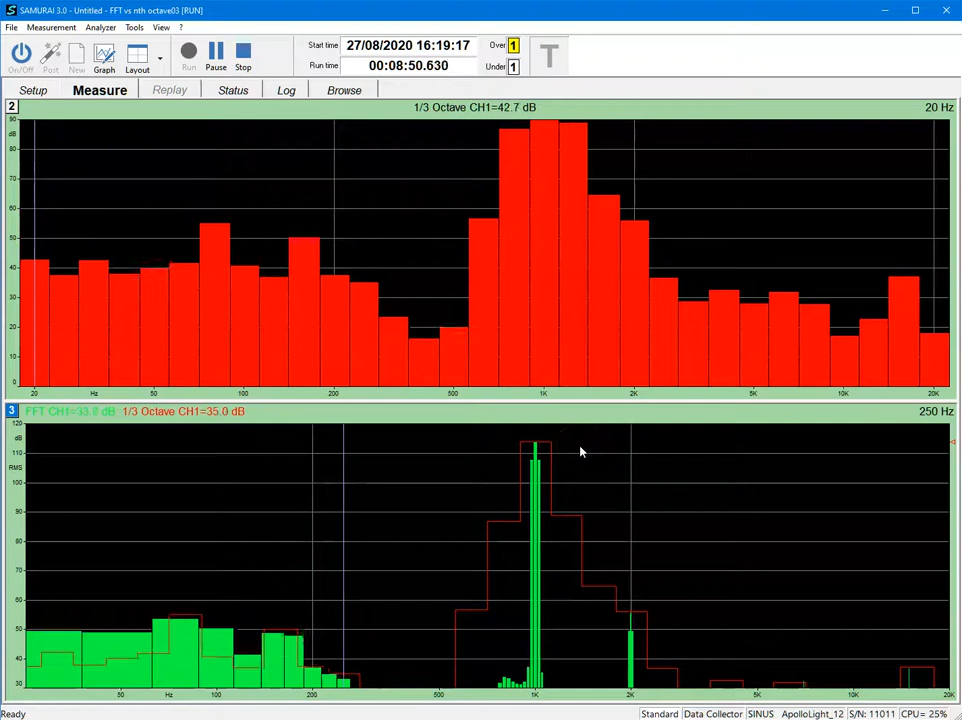 SAMURAI 3.0 - Untitled - FFT vs nth octave03 [RUN]
File Measurement Analyzer Tools View ?
On/Off Post New Graph Layout Run Pause Stop
Start time 27/08/2020 16:19:17 Over 1
Run time 00:08:50.630 Under 1
T
Setup Measure Replay Status Log Browse
2 1/3 Octave CH1=42.7 dB 20 Hz
90
dB
80
70
60
50
40
30
20
10
0
20 Hz 50 100 200 500 1K 2K 5K 10K 20K
3 FFT CH1=33.2 dB 1/3 Octave CH1=35.0 dB 250 Hz
120
dB
110
RMS
100
90
80
70
60
50
40
30
50 Hz 100 200 500 1K 2K 5K 10K 20K
Ready Standard Data Collector SINUS ApolloLight_12 S/N: 11011 CPU= 25%